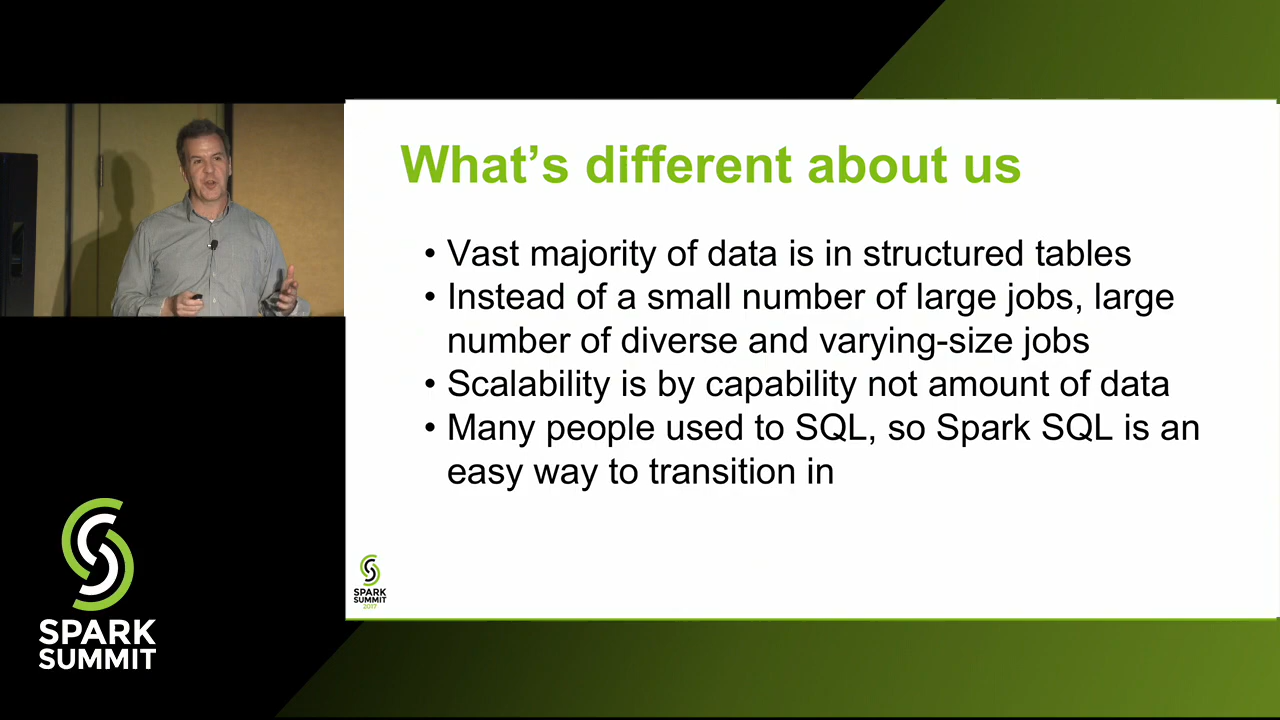 What's different about us
• Vast majority of data is in structured tables
• Instead of a small number of large jobs, large
number of diverse and varying-size jobs
• Scalability is by capability not amount of data
• Many people used to SQL, so Spark SQL is an
easy way to transition in
SPARK
SUMMIT
2017
SPARK
SUMMIT